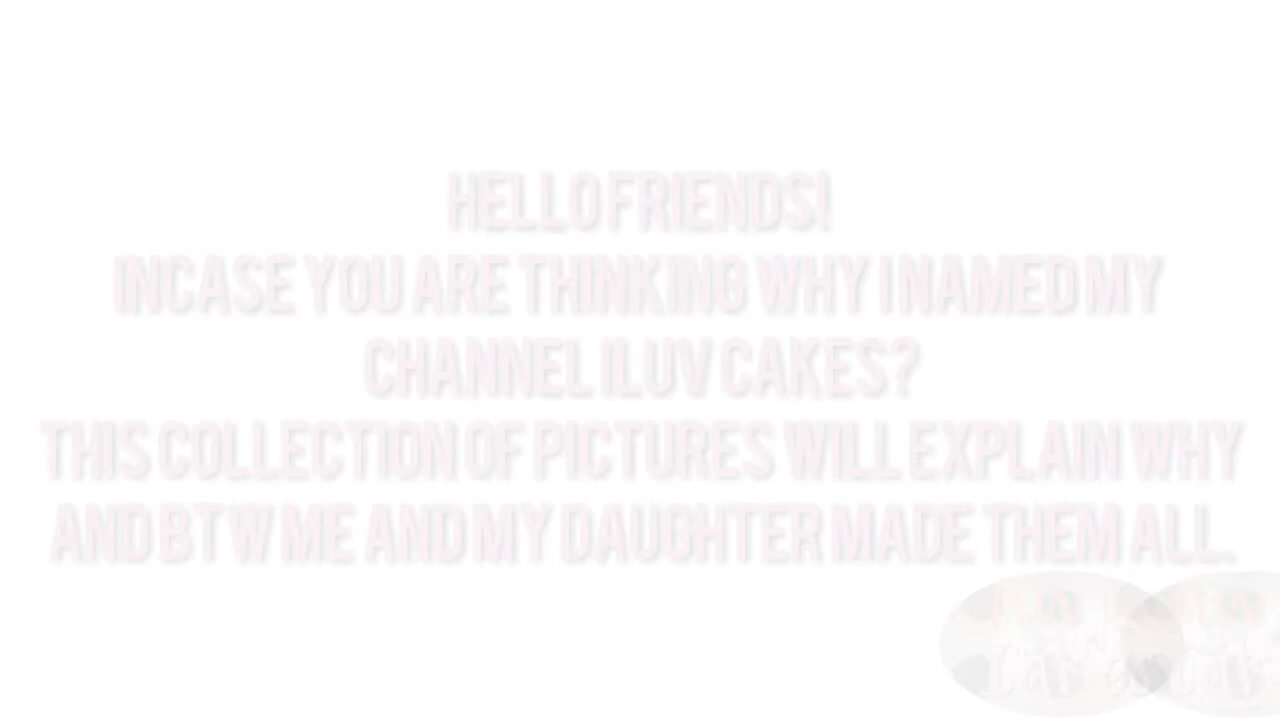 HELLO FRIENDS!
INCASE YOU ARE THINKING WHY I NAMED MY
CHANNEL ILUV CAKES?
THIS COLLECTION OF PICTURES WILL EXPLAIN WHY
AND BTW ME AND MY DAUGHTER MADE THEM ALL.